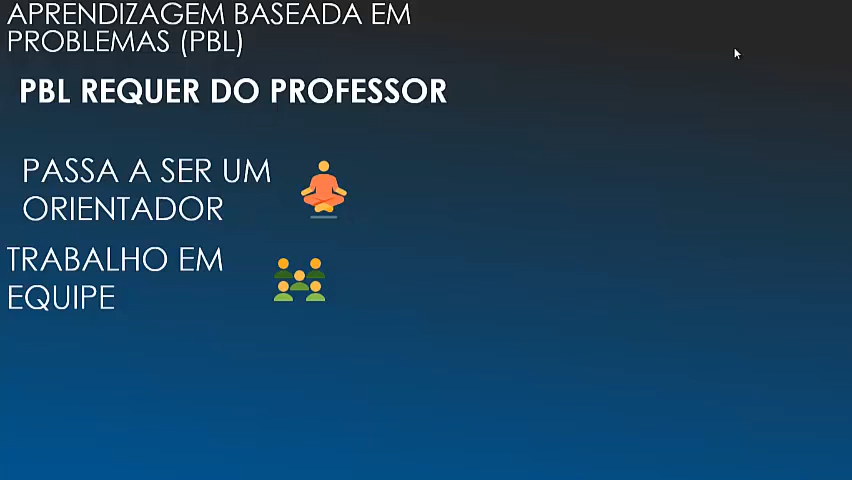 APRENDIZAGEM BASEADA EM
PROBLEMAS (PBL)
PBL REQUER DO PROFESSOR
PASSA A SER UM
ORIENTADOR
TRABALHO EM
EQUIPE